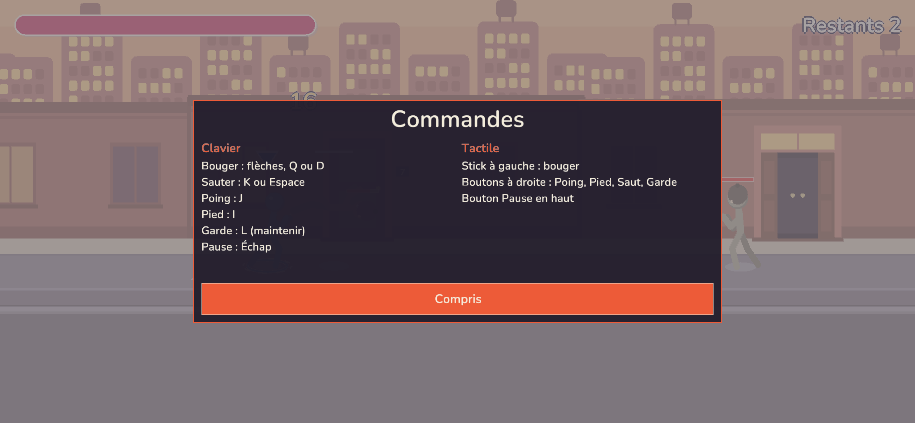 Restants 2
Commandes
Clavier
Bouger : flèches, Q ou D
Sauter : K ou Espace
Poing : J
Pied : I
Garde : L (maintenir)
Pause : Échap
Tactile
Stick à gauche : bouger
Boutons à droite : Poing, Pied, Saut, Garde
Bouton Pause en haut
Compris